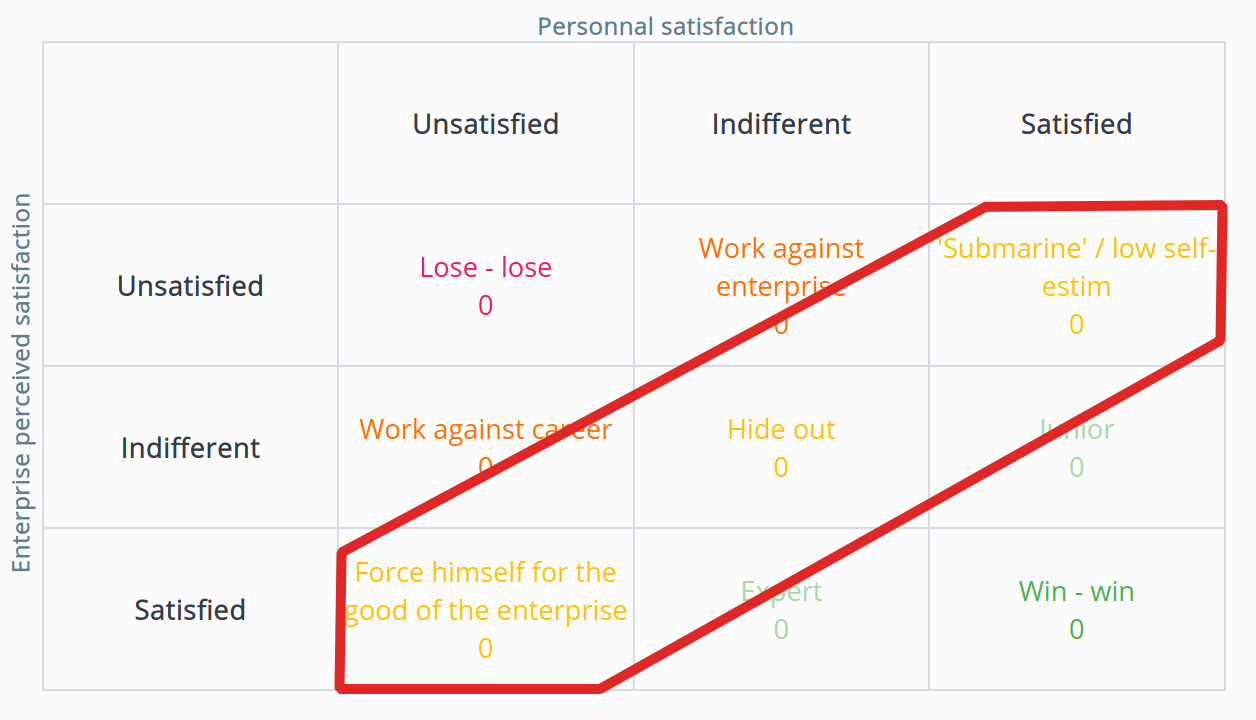 Personnal satisfaction
Unsatisfied
Indifferent
Satisfied
Enterprise perceived satisfaction
Unsatisfied
Lose - lose
0
Work against
enterprise
0
'Submarine' / low self-
estim
0
Indifferent
Work against career
0
Hide out
0
Junior
0
Satisfied
Force himself for the
good of the enterprise
0
Expert
0
Win - win
0